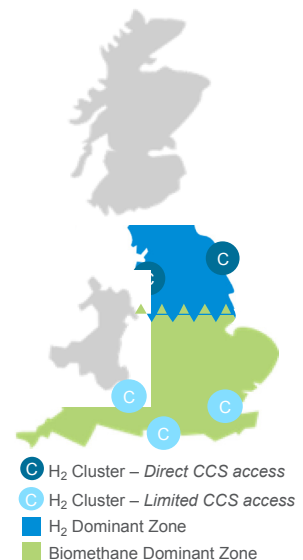 C
C
C
C
C
C H₂ Cluster – Direct CCS access
C H₂ Cluster – Limited CCS access
H₂ Dominant Zone
Biomethane Dominant Zone